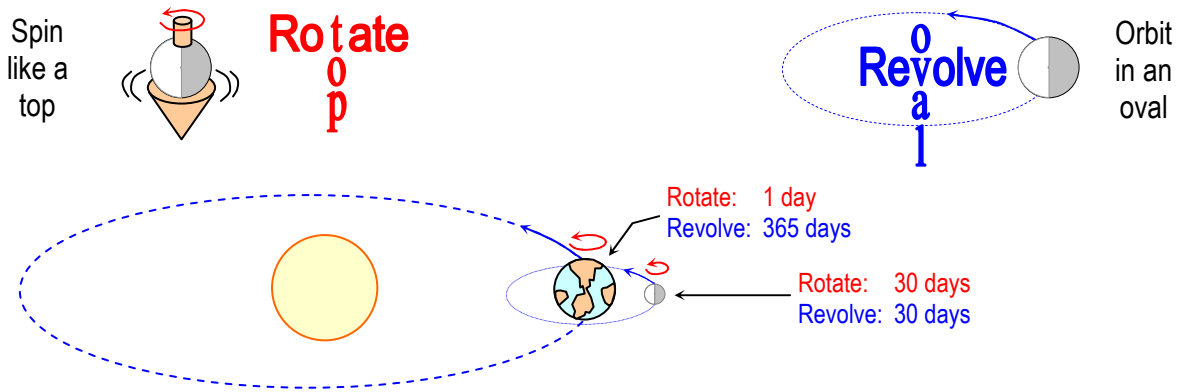 Spin
like a
top
Rotate
o
p
o
Revolve
a
l
Orbit
in an
oval
Rotate: 1 day
Revolve: 365 days
Rotate: 30 days
Revolve: 30 days